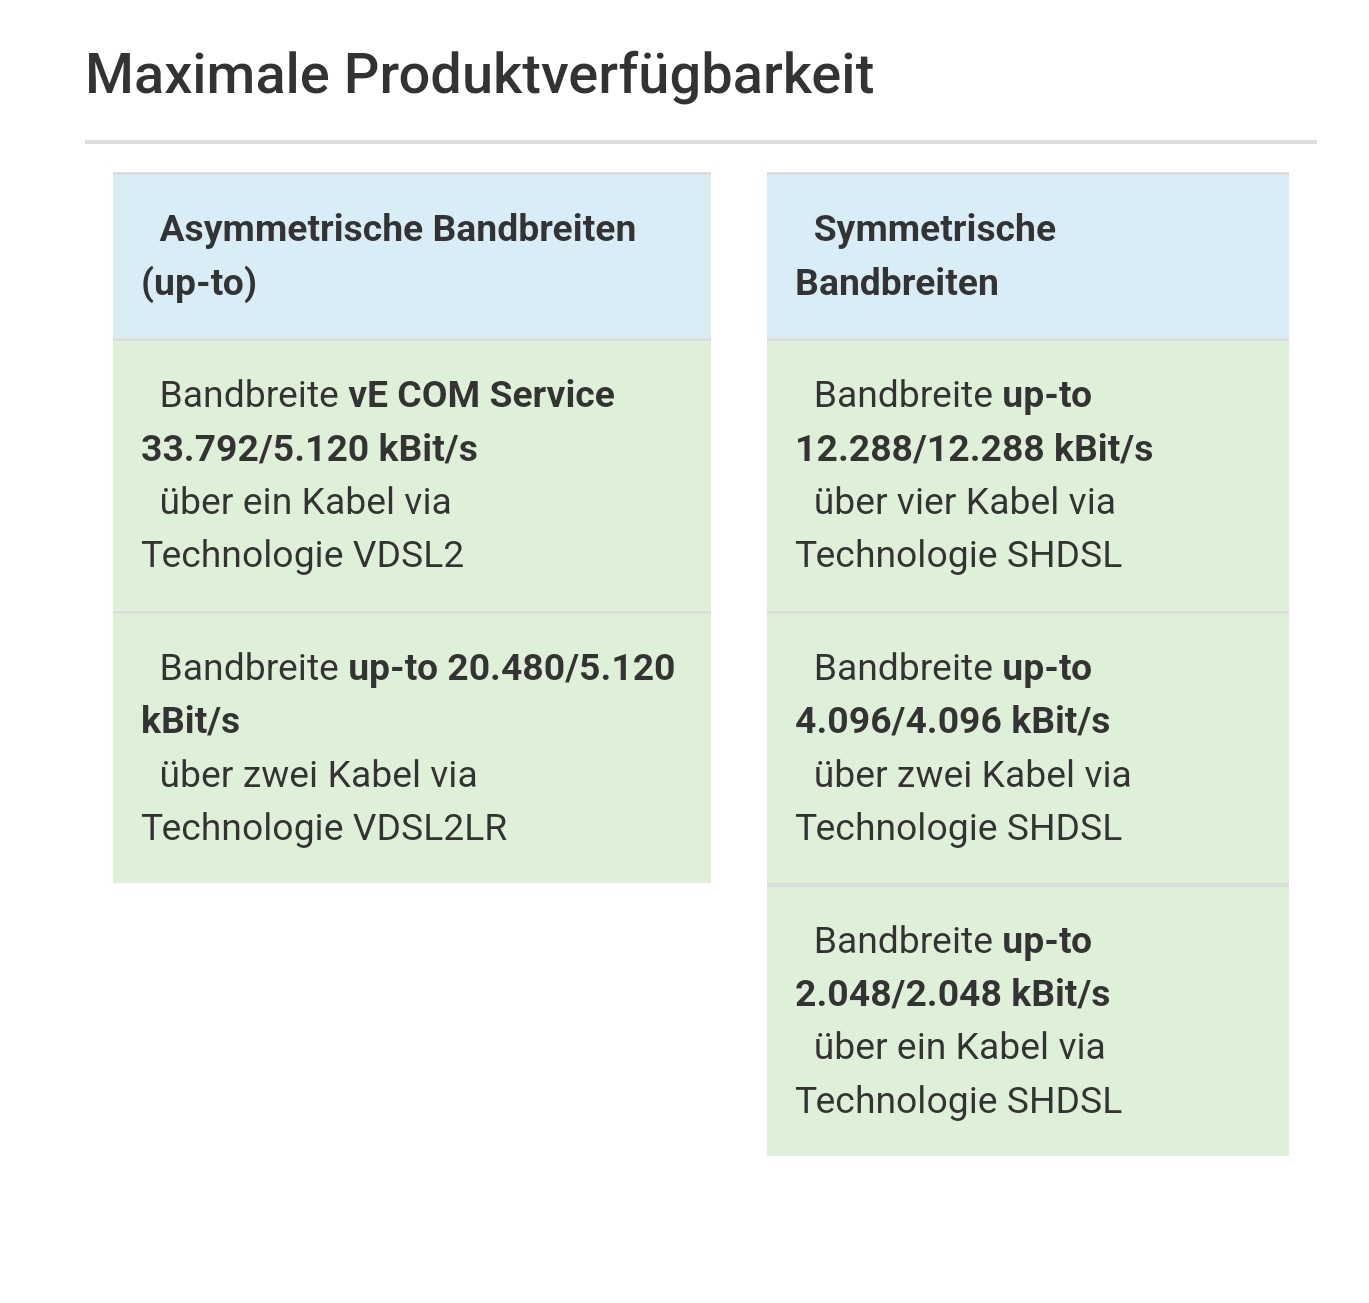 Maximale Produktverfügbarkeit
Asymmetrische Bandbreiten
(up-to)
Bandbreite vE COM Service
33.792/5.120 kBit/s
über ein Kabel via
Technologie VDSL2
Bandbreite up-to 20.480/5.120
kBit/s
über zwei Kabel via
Technologie VDSL2LR
Symmetrische
Bandbreiten
Bandbreite up-to
12.288/12.288 kBit/s
über vier Kabel via
Technologie SHDSL
Bandbreite up-to
4.096/4.096 kBit/s
über zwei Kabel via
Technologie SHDSL
Bandbreite up-to
2.048/2.048 kBit/s
über ein Kabel via
Technologie SHDSL